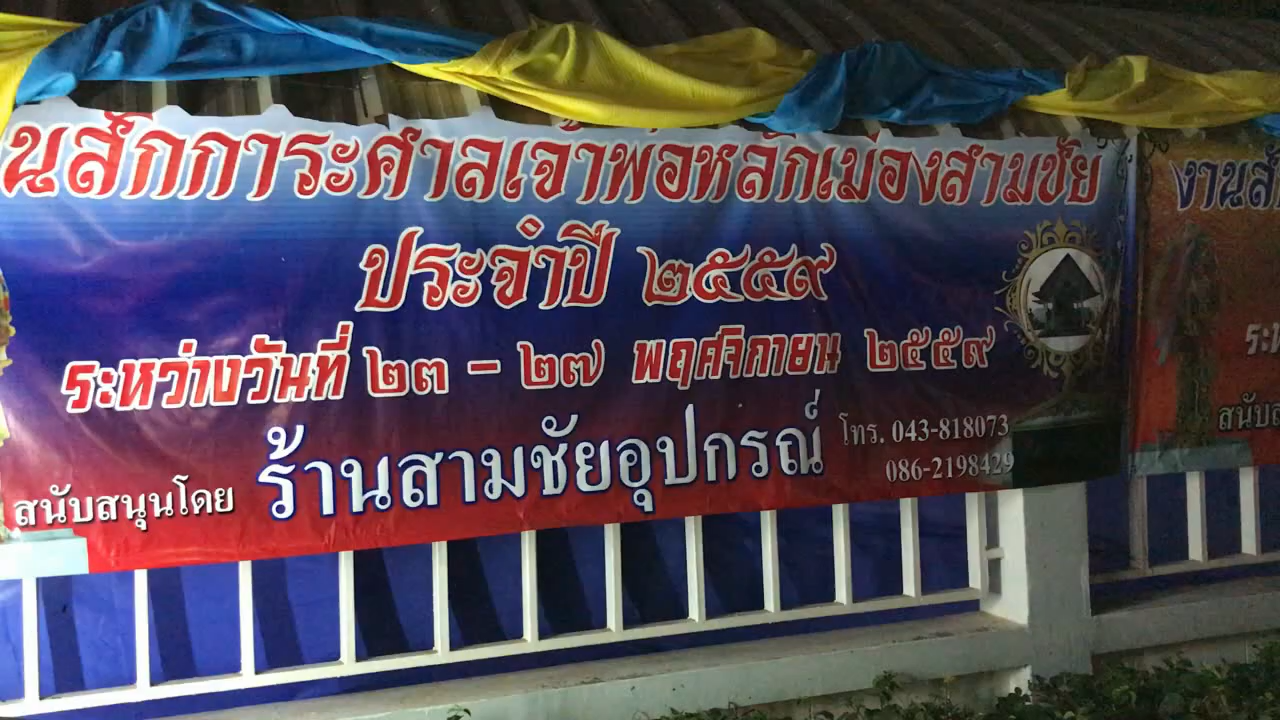 นสักการะศาลเจ้าพ่อหลักเมืองสามชัย
ประจำปี ๒๕๕๙
ระหว่างวันที่ ๒๓ - ๒๗ พฤศจิกายน ๒๕๕๙
สนับสนุนโดย ร้านสามชัยอุปกรณ์ โทร. 043-818073
086-2198429
งานสั
ระห
สนับส